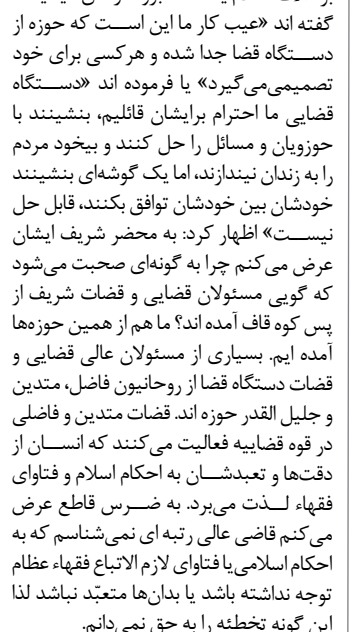 گفته اند «عیب کار ما این است که حوزه از
دستگاه قضا جدا شده و هرکسی برای خود
تصمیمی‌می‌گیرد» یا فرموده اند «دستگاه
قضایی ما احترام برایشان قائلیم، بنشینند با
حوزویان و مسائل را حل کنند و بیخود مردم
را به زندان نیندازند، اما یک گوشه‌ای بنشینند
خودشان بین خودشان توافق بکنند، قابل حل
نیست» اظهار کرد: به محضر شریف ایشان
عرض می‌کنم چرا به گونه‌ای صحبت می‌شود
که گویی مسئولان قضایی و قضات شریف از
پس کوه قاف آمده اند؟ ما هم از همین حوزه‌ها
آمده ایم. بسیاری از مسئولان عالی قضایی و
قضات دستگاه قضا از روحانیون فاضل، متدین
و جلیل القدر حوزه اند. قضات متدین و فاضلی
در قوه قضاییه فعالیت می‌کنند که انسان از
دقت‌ها و تعبدشان به احکام اسلام و فتاوای
فقهاء لذت می‌برد. به ضرس قاطع عرض
می‌کنم قاضی عالی رتبه ای نمی‌شناسم که به
احکام اسلامی‌یا فتاوای لازم الاتباع فقهاء عظام
توجه نداشته باشد یا بدان‌ها متعبّد نباشد لذا
این گونه تخطئه را به حق نمی‌دانم.